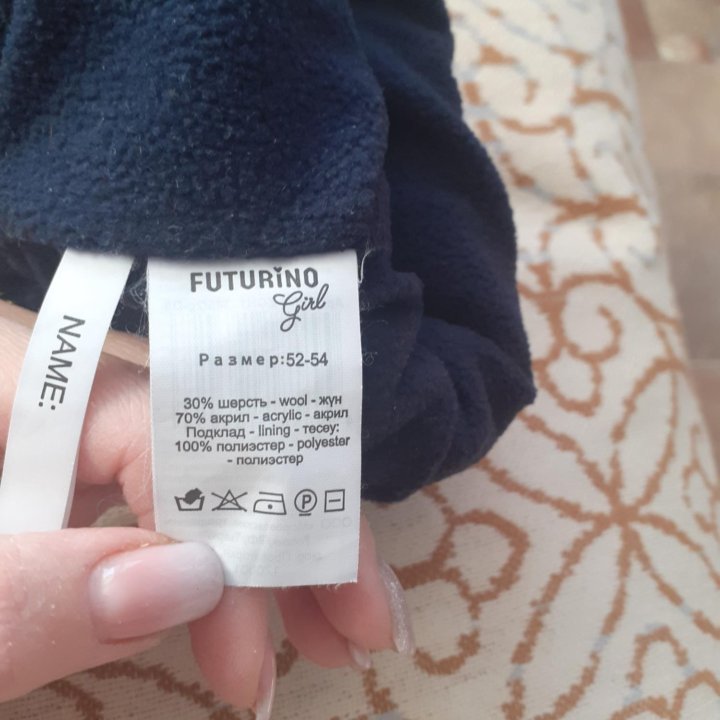 NAME:
FUTURINO
Girl
Размер:52-54
30% шерсть - wool - жүн
70% акрил - acrylic - акрил
Подклад - lining - тесеу:
100% полиэстер - polyester
- полиэстер
P